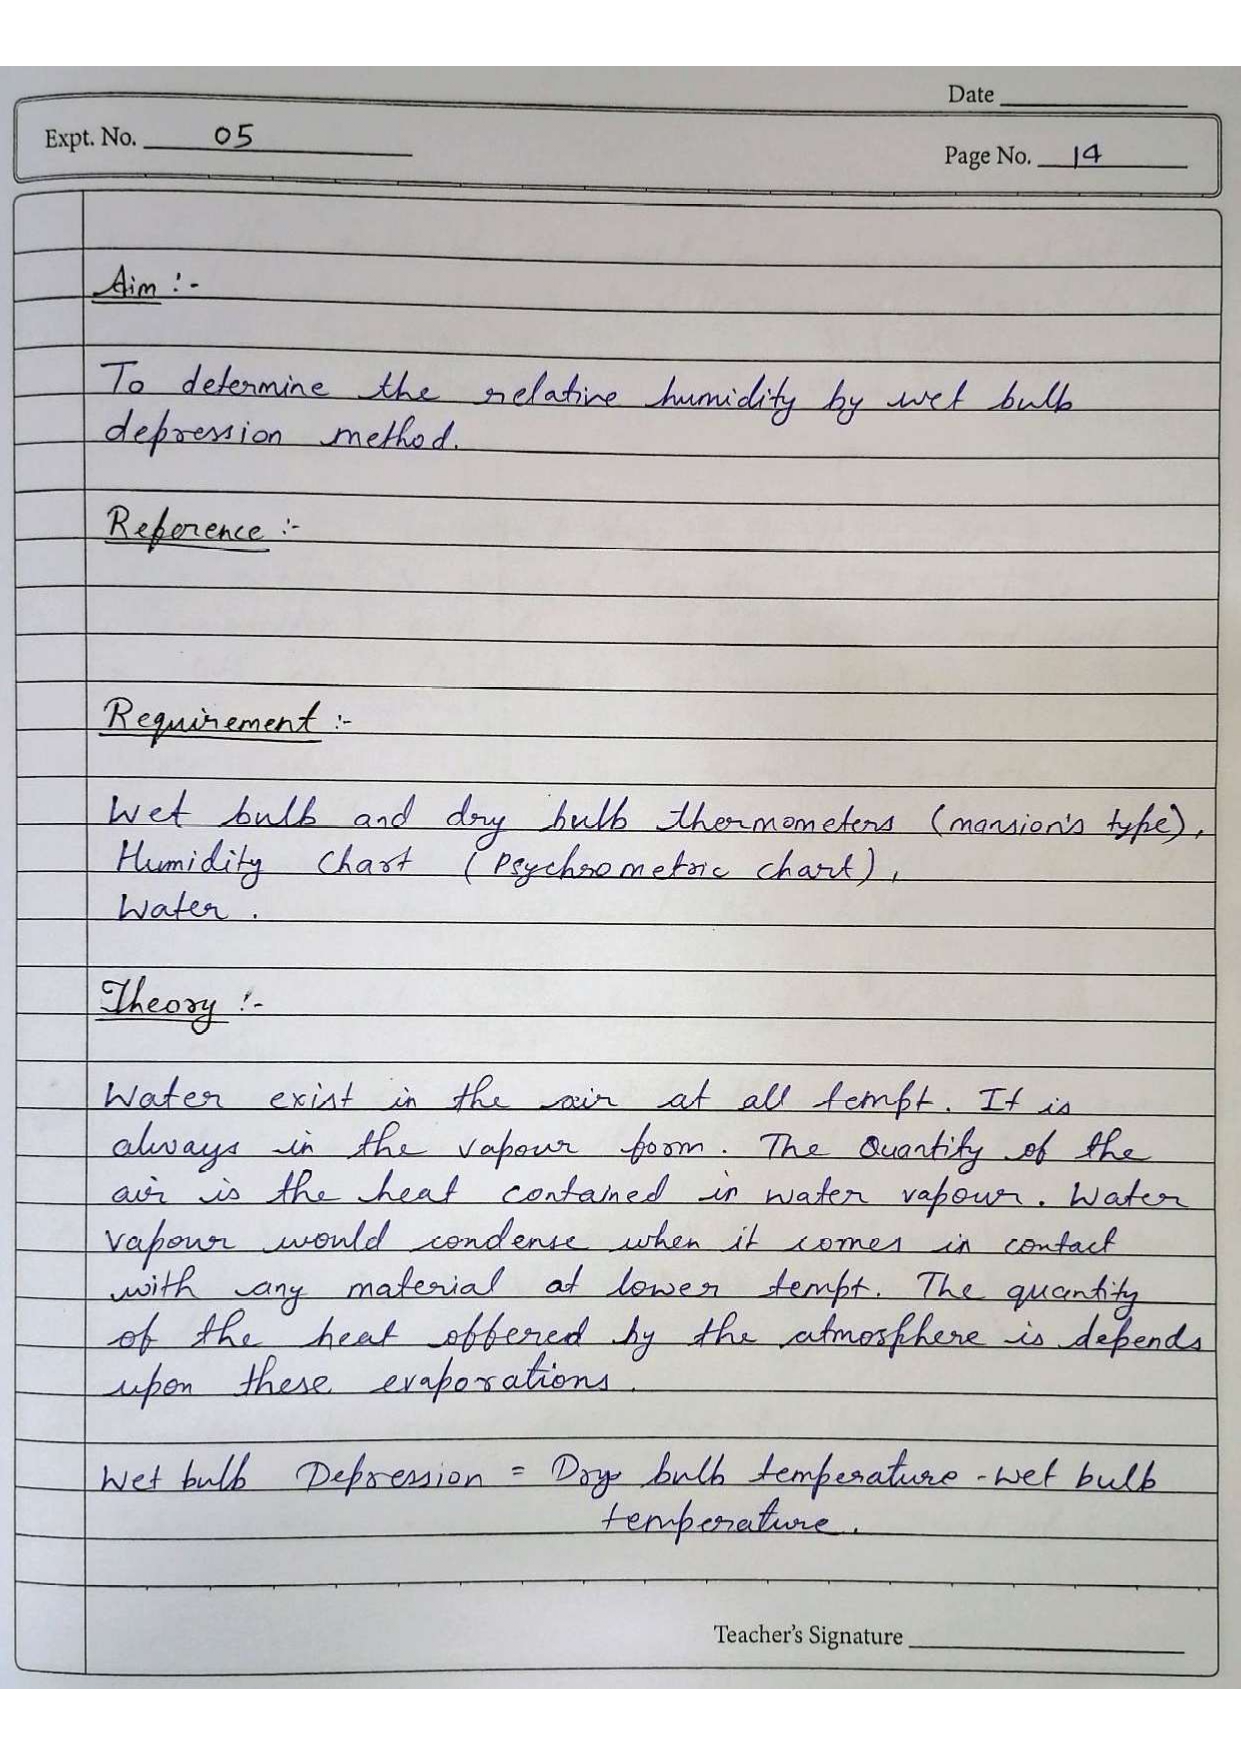 Date
Expt. No. 05
Page No. 14
Aim :-
To determine the relative humidity by wet bulb
depression method.
Reference :-
Requirement :-
Wet bulb and dry bulb thermometers (mansion's type),
Humidity Chart (Psychrometric chart),
Water.
Theory :-
Water exist in the air at all tempt. It is
always in the vapour form. The Quantity of the
air is the heat contained in water vapour. Water
vapour would condense when it comes in contact
with any material at lower tempt. The quantity
of the heat offered by the atmosphere is depends
upon these evaporations.
Wet bulb Depression = Dry bulb temperature - wet bulb
temperature.
Teacher's Signature